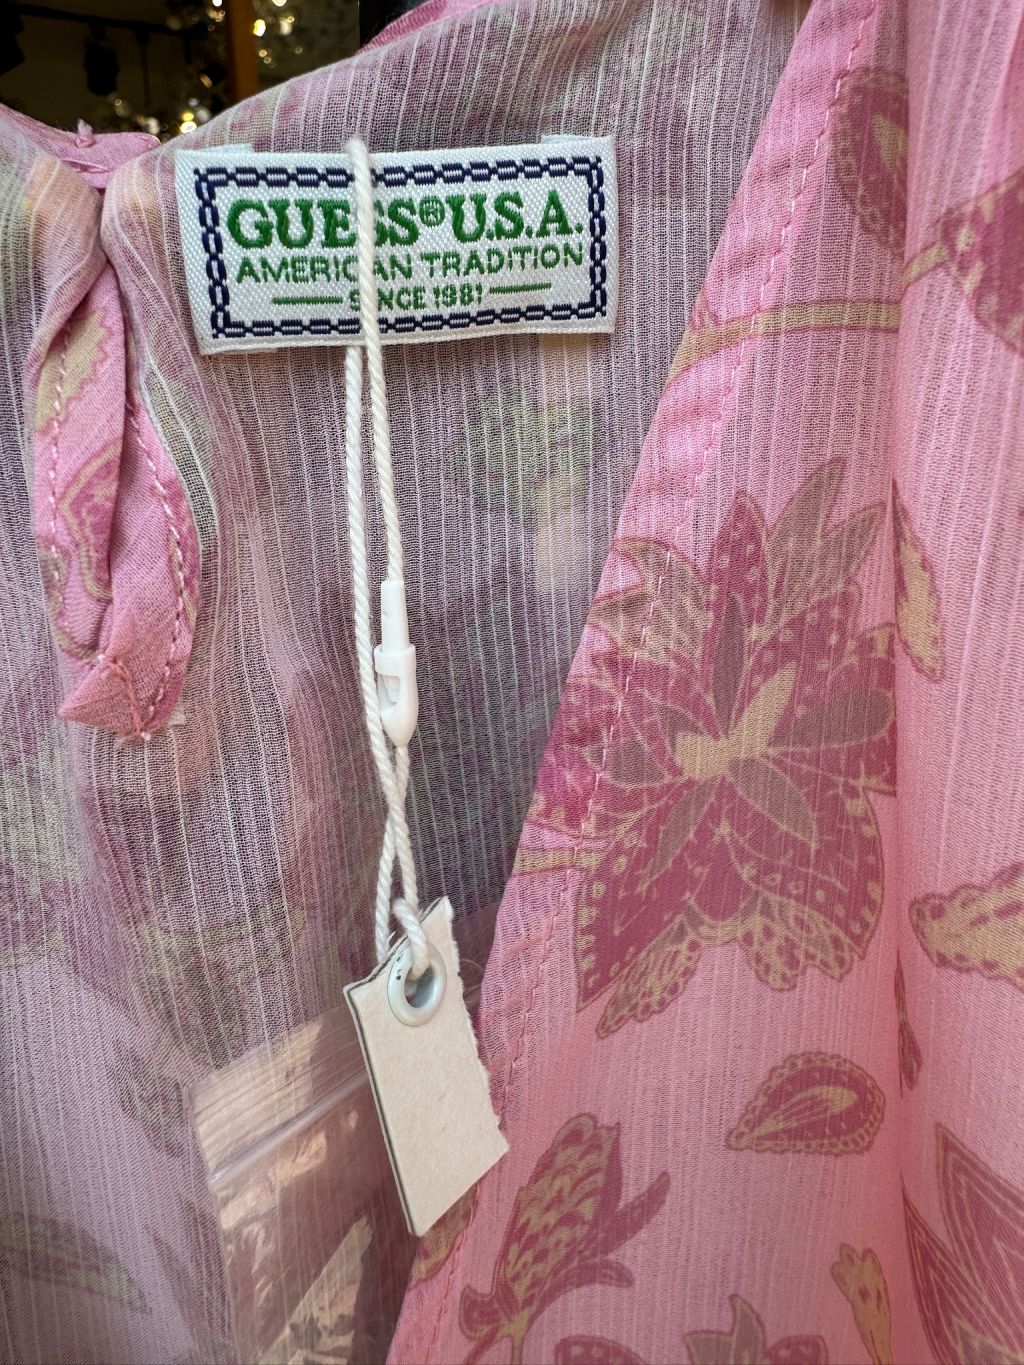 GUESS® U.S.A.
AMERICAN TRADITION
SINCE 1981